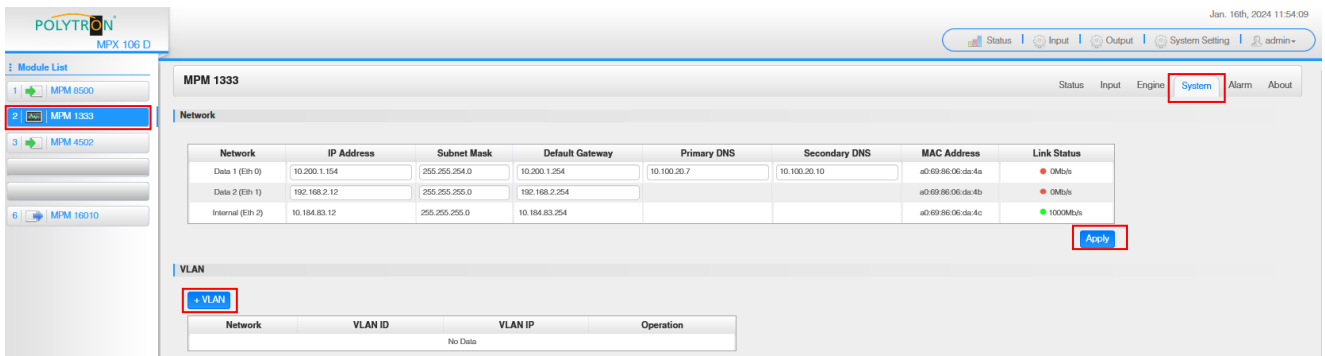 Jan. 16th, 2024 11:54:09
POLYTRON
MPX 106 D
Status Input Output System Setting admin
Module List
MPM 1333
Status Input Engine System Alarm About
1 MPM 8500
2 MPM 1333
Network
3 MPM 4502
Network IP Address Subnet Mask Default Gateway Primary DNS Secondary DNS MAC Address Link Status
Data 1 (Eth 0) 10.200.1.154 255.255.254.0 10.200.1.254 10.100.20.7 10.100.20.10 a0:69:86:06:da:4a 0Mb/s
Data 2 (Eth 1) 192.168.2.12 255.255.255.0 192.168.2.254 a0:69:86:06:da:4b 0Mb/s
6 MPM 16010
Internal (Eth 2) 10.184.83.12 255.255.255.0 10.184.83.254 a0:69:86:06:da:4c 1000Mb/s
Apply
VLAN
+ VLAN
Network VLAN ID VLAN IP Operation
No Data